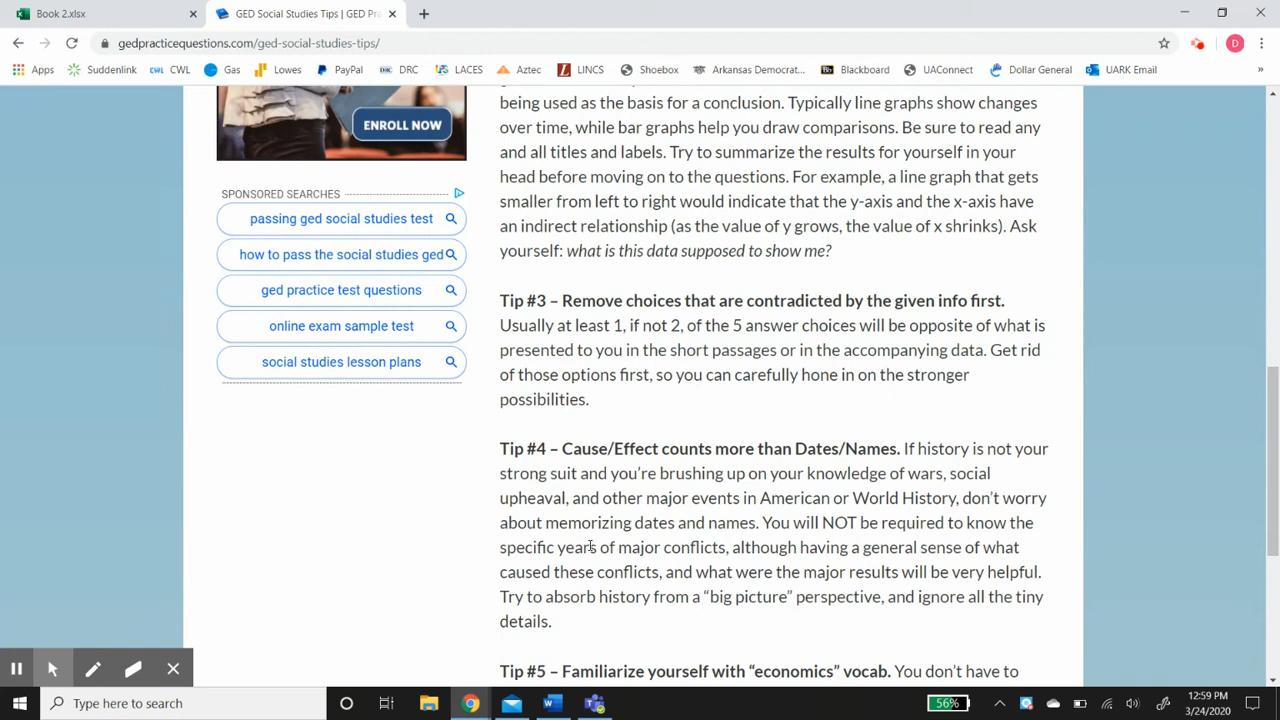 Book 2.xlsx
GED Social Studies Tips | GED Pra
gedpracticequestions.com/ged-social-studies-tips/
Apps Suddenlink CWL CWL Gas Lowes PayPal DRC DRC LACES Aztec L LINCS Shoebox Arkansas Democrat... Bb Blackboard UAConnect Dollar General UARK Email
D
ENROLL NOW
SPONSORED SEARCHES
passing ged social studies test
how to pass the social studies ged
ged practice test questions
online exam sample test
social studies lesson plans
being used as the basis for a conclusion. Typically line graphs show changes
over time, while bar graphs help you draw comparisons. Be sure to read any
and all titles and labels. Try to summarize the results for yourself in your
head before moving on to the questions. For example, a line graph that gets
smaller from left to right would indicate that the y-axis and the x-axis have
an indirect relationship (as the value of y grows, the value of x shrinks). Ask
yourself: what is this data supposed to show me?
Tip #3 – Remove choices that are contradicted by the given info first.
Usually at least 1, if not 2, of the 5 answer choices will be opposite of what is
presented to you in the short passages or in the accompanying data. Get rid
of those options first, so you can carefully hone in on the stronger
possibilities.
Tip #4 – Cause/Effect counts more than Dates/Names. If history is not your
strong suit and you’re brushing up on your knowledge of wars, social
upheaval, and other major events in American or World History, don’t worry
about memorizing dates and names. You will NOT be required to know the
specific years of major conflicts, although having a general sense of what
caused these conflicts, and what were the major results will be very helpful.
Try to absorb history from a “big picture” perspective, and ignore all the tiny
details.
Tip #5 – Familiarize yourself with “economics” vocab. You don’t have to
Type here to search
56%
12:59 PM
3/24/2020